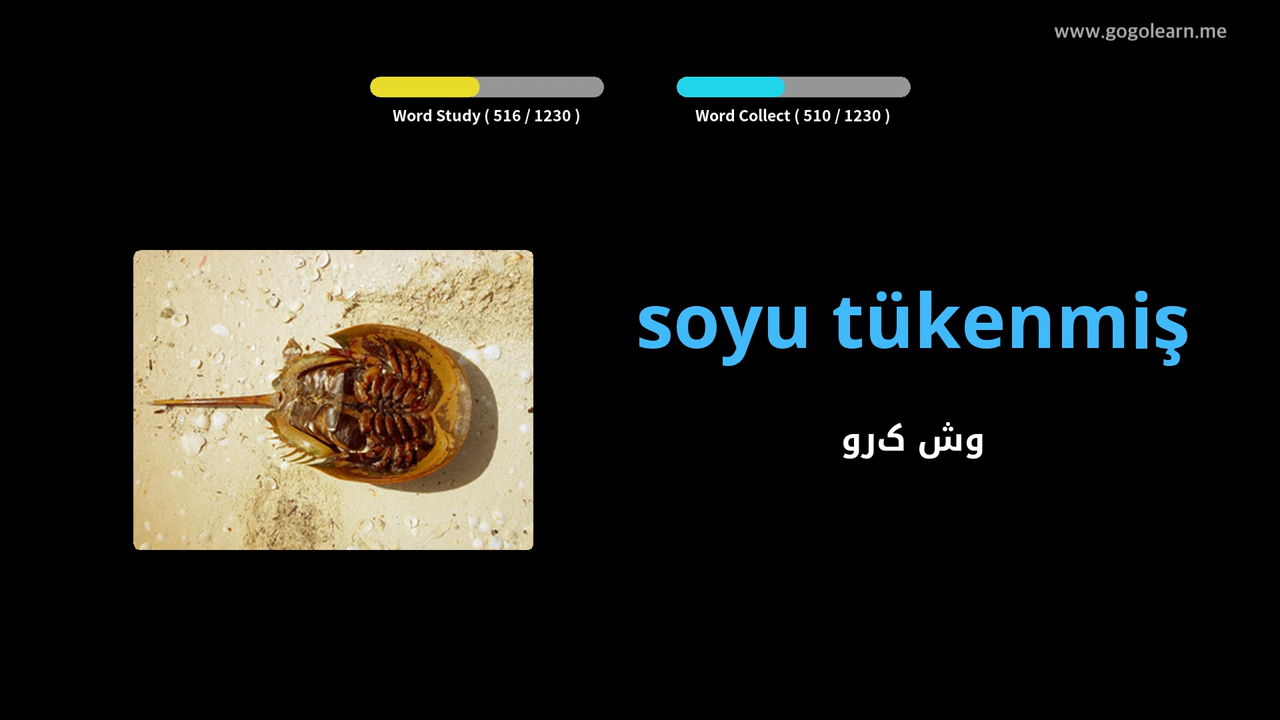 www.gogolearn.me
Word Study ( 516 / 1230 )
Word Collect ( 510 / 1230 )
soyu tükenmiş
وش کرو